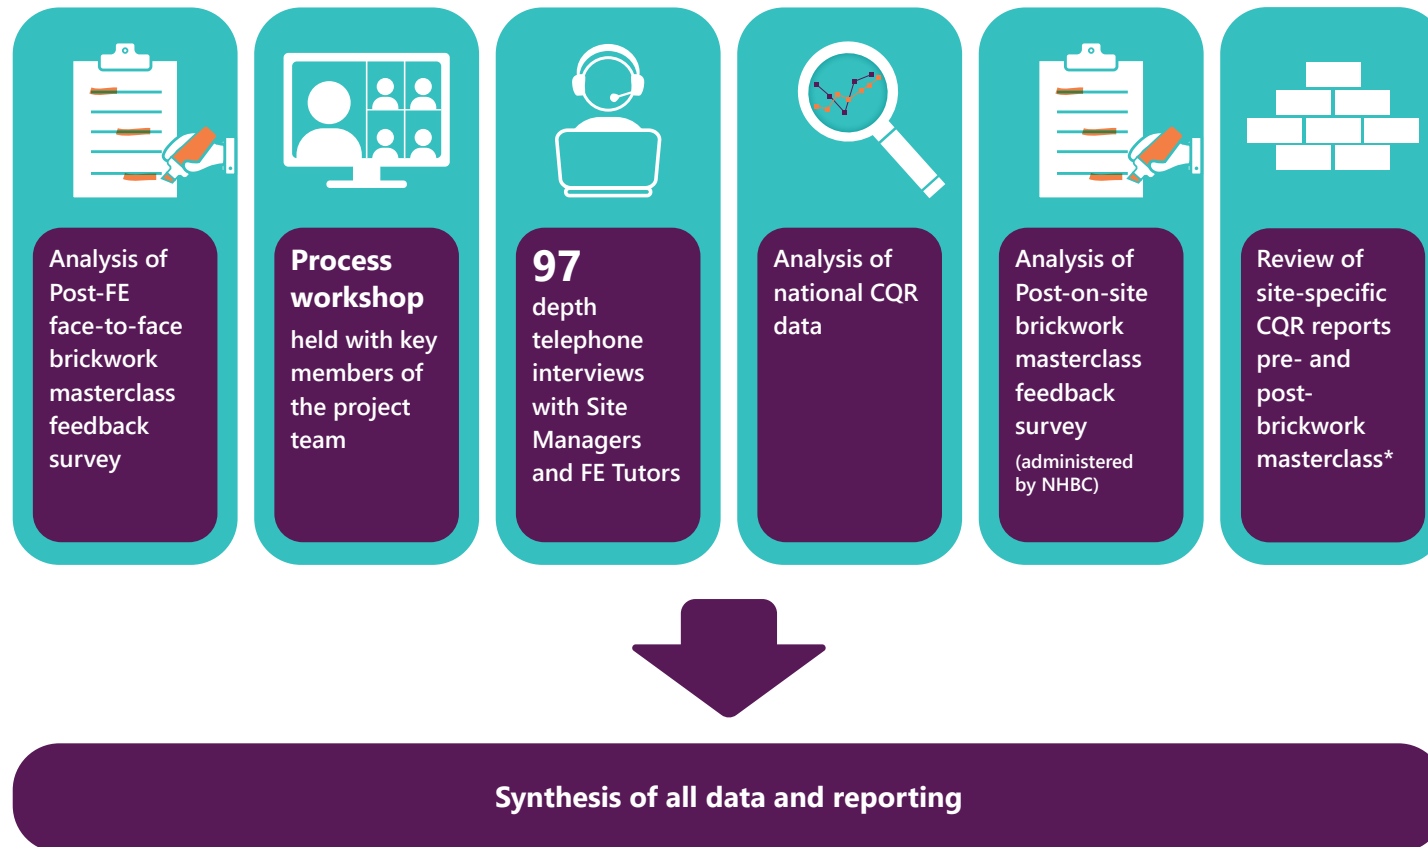 Analysis of
Post-FE
face-to-face
brickwork
masterclass
feedback
survey
Process
workshop
held with key
members of
the project
team
97
depth
telephone
interviews
with Site
Managers
and FE Tutors
Analysis of
national CQR
data
Analysis of
Post-on-site
brickwork
masterclass
feedback
survey
(administered
by NHBC)
Review of
site-specific
CQR reports
pre- and
post-
brickwork
masterclass*
Synthesis of all data and reporting